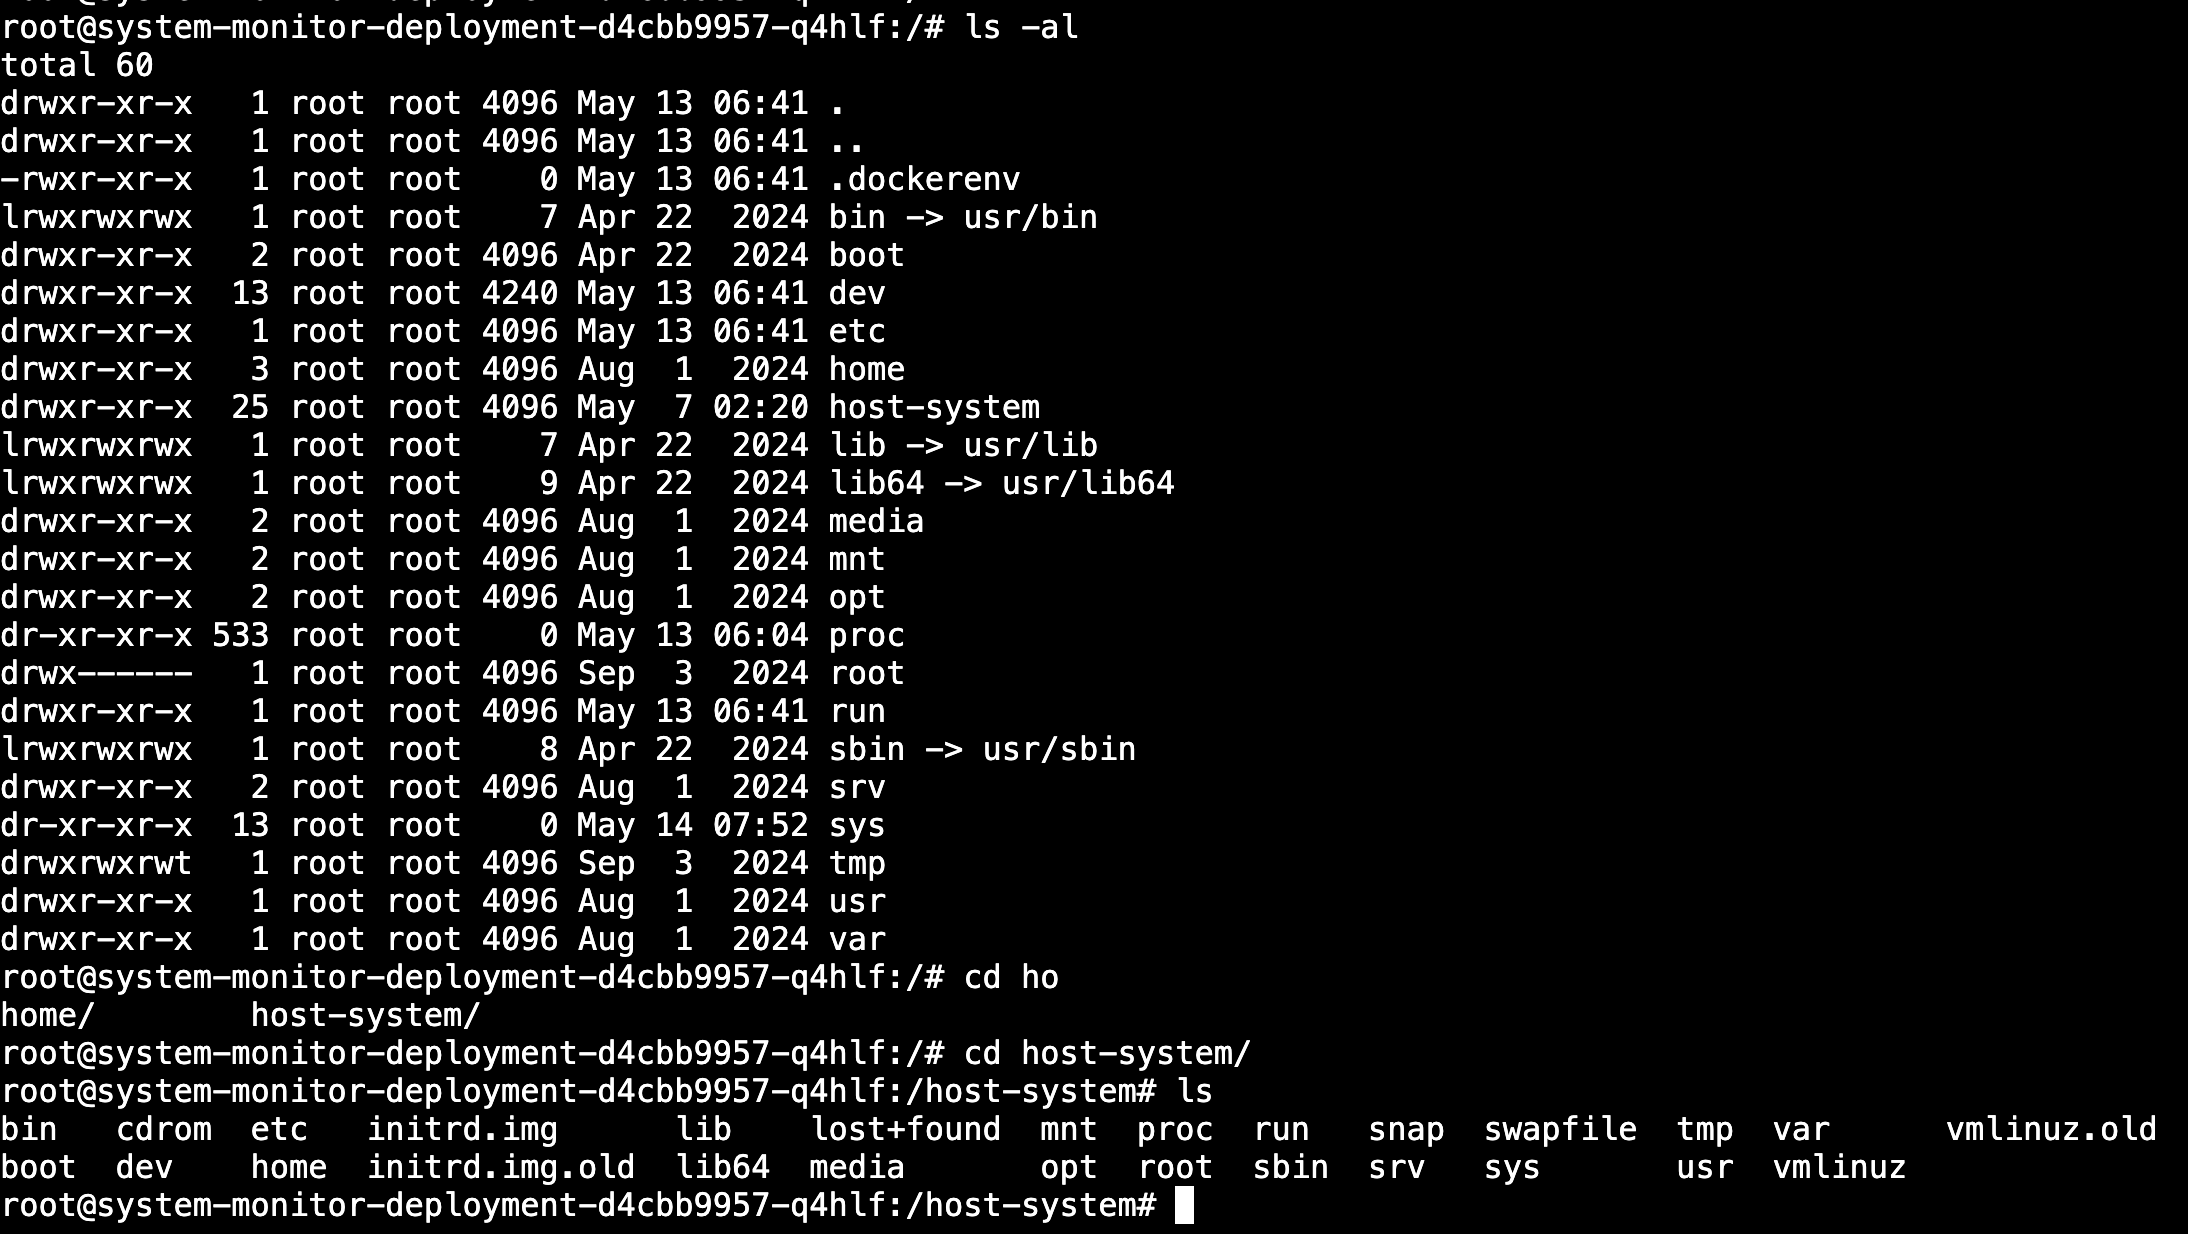 root@system-monitor-deployment-d4cbb9957-q4hlf:/# ls -al
total 60
drwxr-xr-x   1 root root 4096 May 13 06:41 .
drwxr-xr-x   1 root root 4096 May 13 06:41 ..
-rwxr-xr-x   1 root root    0 May 13 06:41 .dockerenv
lrwxrwxrwx   1 root root    7 Apr 22  2024 bin -> usr/bin
drwxr-xr-x   2 root root 4096 Apr 22  2024 boot
drwxr-xr-x  13 root root 4240 May 13 06:41 dev
drwxr-xr-x   1 root root 4096 May 13 06:41 etc
drwxr-xr-x   3 root root 4096 Aug  1  2024 home
drwxr-xr-x  25 root root 4096 May  7 02:20 host-system
lrwxrwxrwx   1 root root    7 Apr 22  2024 lib -> usr/lib
lrwxrwxrwx   1 root root    9 Apr 22  2024 lib64 -> usr/lib64
drwxr-xr-x   2 root root 4096 Aug  1  2024 media
drwxr-xr-x   2 root root 4096 Aug  1  2024 mnt
drwxr-xr-x   2 root root 4096 Aug  1  2024 opt
dr-xr-xr-x 533 root root    0 May 13 06:04 proc
drwx------   1 root root 4096 Sep  3  2024 root
drwxr-xr-x   1 root root 4096 May 13 06:41 run
lrwxrwxrwx   1 root root    8 Apr 22  2024 sbin -> usr/sbin
drwxr-xr-x   2 root root 4096 Aug  1  2024 srv
dr-xr-xr-x  13 root root    0 May 14 07:52 sys
drwxrwxrwt   1 root root 4096 Sep  3  2024 tmp
drwxr-xr-x   1 root root 4096 Aug  1  2024 usr
drwxr-xr-x   1 root root 4096 Aug  1  2024 var
root@system-monitor-deployment-d4cbb9957-q4hlf:/# cd ho
home/        host-system/
root@system-monitor-deployment-d4cbb9957-q4hlf:/# cd host-system/
root@system-monitor-deployment-d4cbb9957-q4hlf:/host-system# ls
bin   cdrom  etc   initrd.img      lib    lost+found  mnt  proc  run   snap  swapfile  tmp  var      vmlinuz.old
boot  dev    home  initrd.img.old  lib64  media       opt  root  sbin  srv   sys       usr  vmlinuz
root@system-monitor-deployment-d4cbb9957-q4hlf:/host-system#